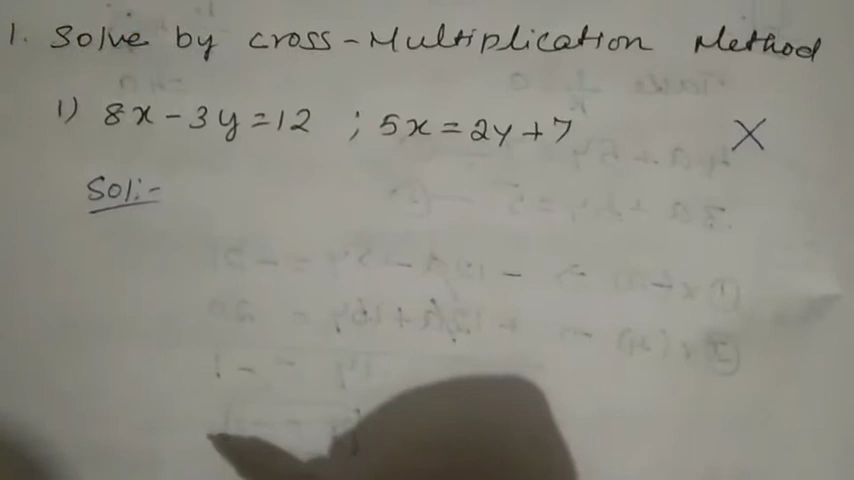 1. Solve by cross-Multiplication Method
1) 8x - 3y = 12 ; 5x = 2y + 7 X
Sol:-